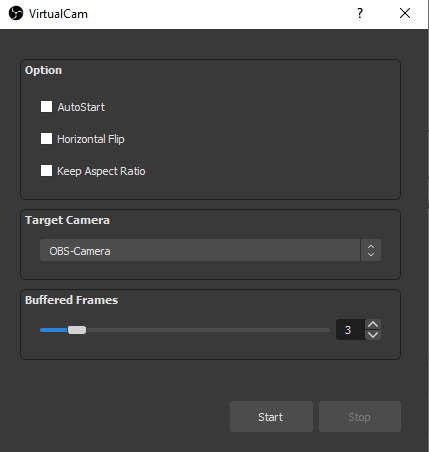 VirtualCam
?
Option
AutoStart
Horizontal Flip
Keep Aspect Ratio
Target Camera
OBS-Camera
Buffered Frames
3
Start Stop